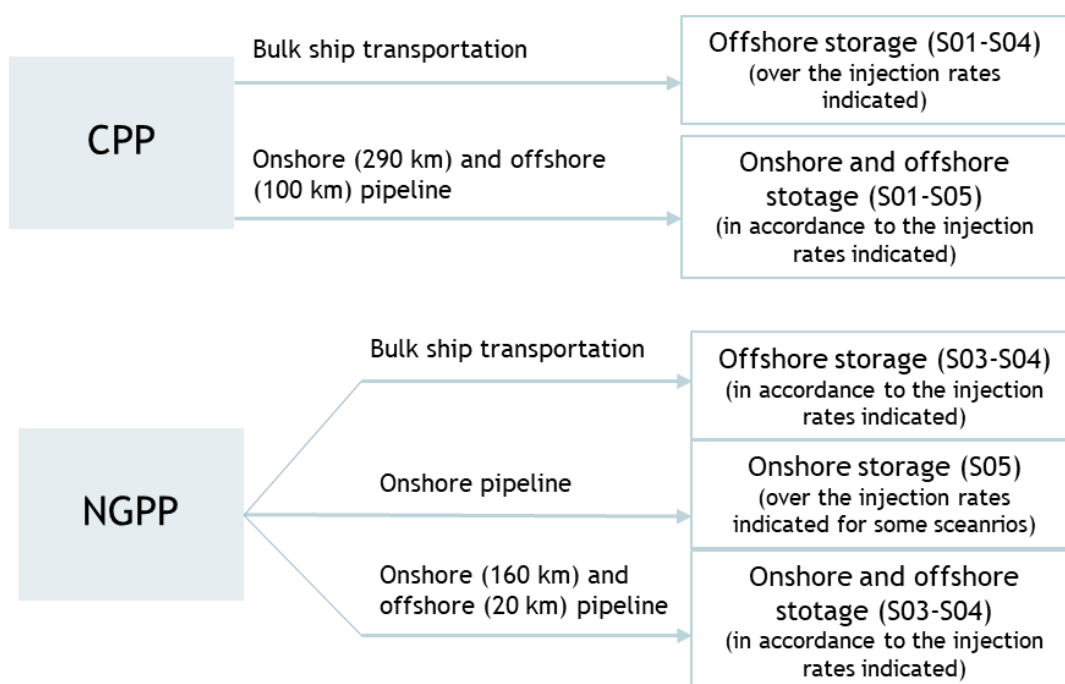 CPP
Bulk ship transportation
Offshore storage (S01-S04)
(over the injection rates
indicated)
Onshore (290 km) and offshore
(100 km) pipeline
Onshore and offshore
stotage (S01-S05)
(in accordance to the injection
rates indicated)
NGPP
Bulk ship transportation
Offshore storage (S03-S04)
(in accordance to the injection
rates indicated)
Onshore pipeline
Onshore storage (S05)
(over the injection rates
indicated for some sceanrios)
Onshore (160 km) and
offshore (20 km) pipeline
Onshore and offshore
stotage (S03-S04)
(in accordance to the injection
rates indicated)